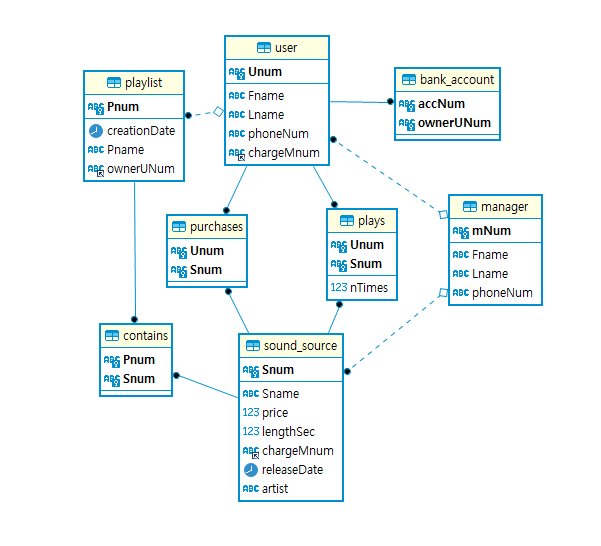 user
Unum
Fname
Lname
phoneNum
chargeMnum
playlist
Pnum
creationDate
Pname
ownerUNum
bank_account
accNum
ownerUNum
manager
mNum
Fname
Lname
phoneNum
purchases
Unum
Snum
plays
Unum
Snum
123 nTimes
contains
Pnum
Snum
sound_source
Snum
ABC Sname
123 price
123 lengthSec
chargeMnum
releaseDate
ABC artist